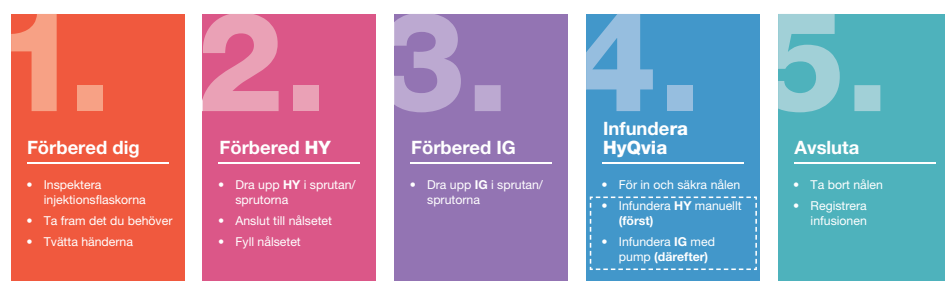 1.
Förbered dig
• Inspektera
injektionsflaskorna
• Ta fram det du behöver
• Tvätta händerna
2.
Förbered HY
• Dra upp HY i sprutan/
sprutorna
• Anslut till nålsetet
• Fyll nålsetet
3.
Förbered IG
• Dra upp IG i sprutan/
sprutorna
4.
Infundera
HyQvia
• För in och säkra nålen
• Infundera HY manuellt
(först)
• Infundera IG med
pump (därefter)
5.
Avsluta
• Ta bort nålen
• Registrera
infusionen